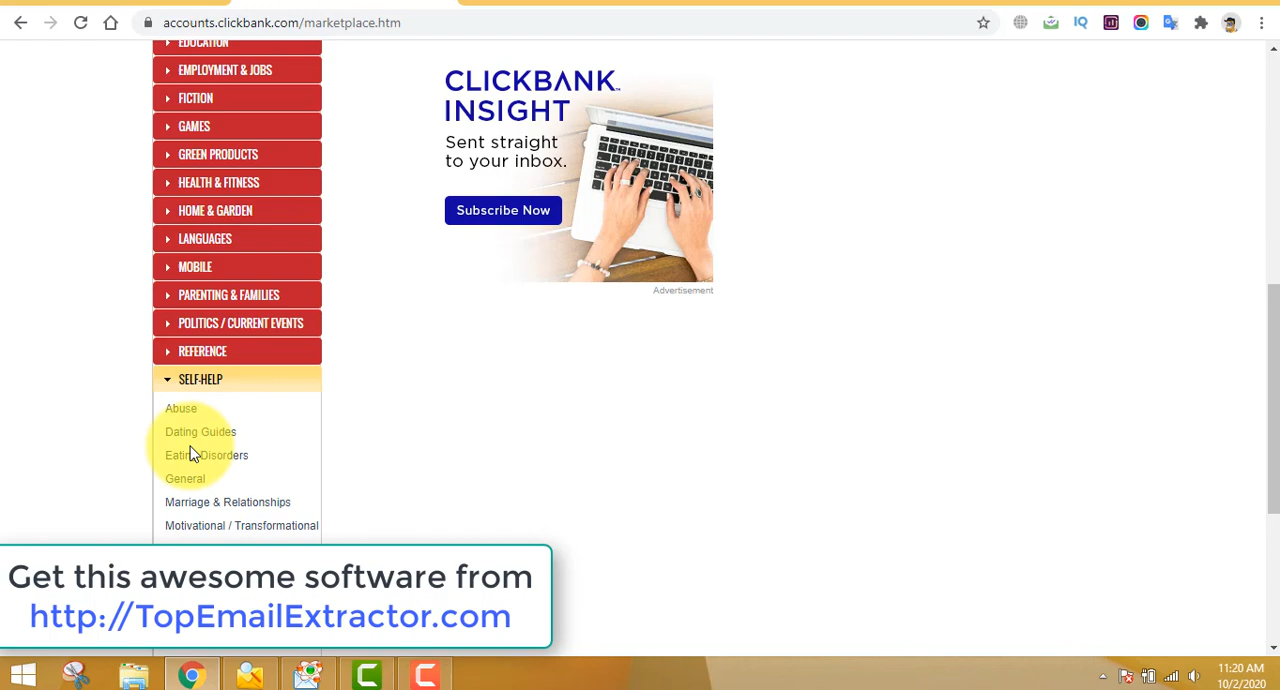 accounts.clickbank.com/marketplace.htm
EDUCATION
EMPLOYMENT & JOBS
FICTION
GAMES
GREEN PRODUCTS
HEALTH & FITNESS
HOME & GARDEN
LANGUAGES
MOBILE
PARENTING & FAMILIES
POLITICS / CURRENT EVENTS
REFERENCE
SELF-HELP
Abuse
Dating Guides
Eating Disorders
General
Marriage & Relationships
Motivational / Transformational
CLICKBANK™
INSIGHT
Sent straight
to your inbox.
Subscribe Now
Advertisement
Get this awesome software from
http://TopEmailExtractor.com
11:20 AM
10/2/2020